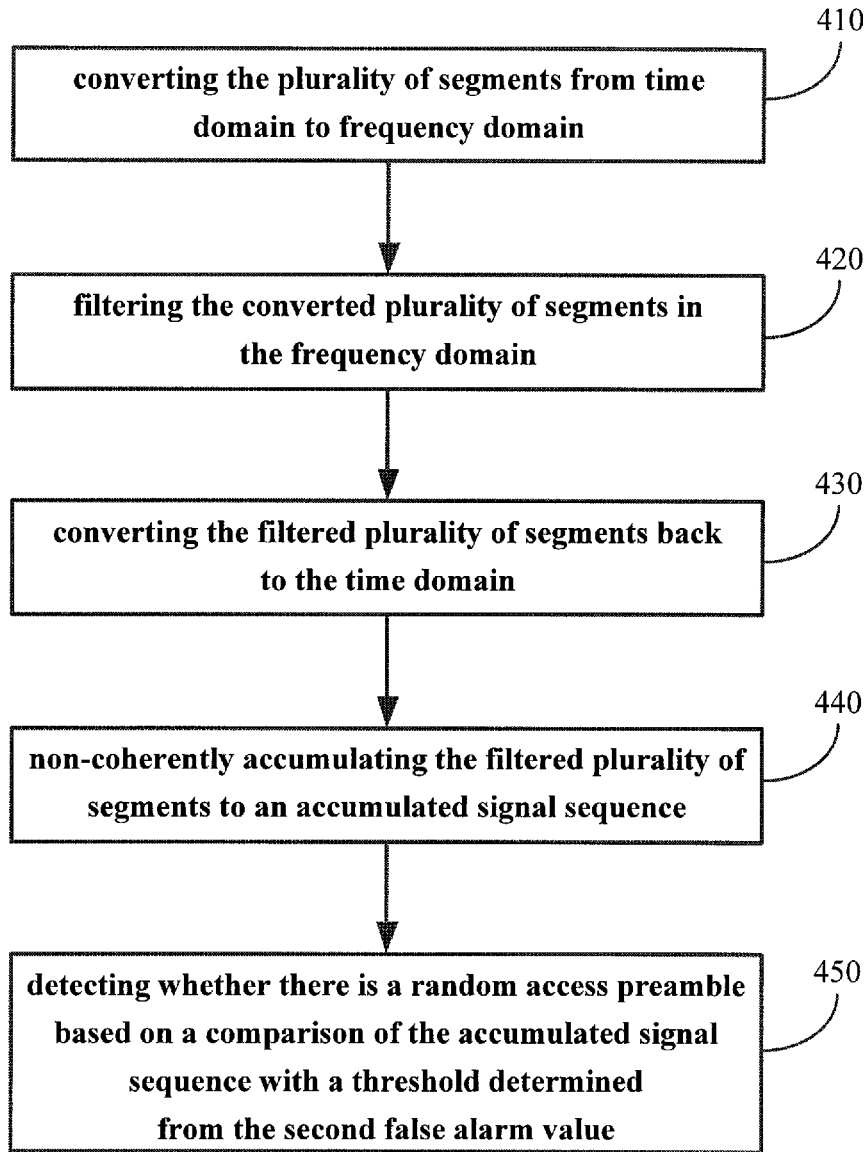 410
converting the plurality of segments from time
domain to frequency domain
420
filtering the converted plurality of segments in
the frequency domain
430
converting the filtered plurality of segments back
to the time domain
440
non-coherently accumulating the filtered plurality of
segments to an accumulated signal sequence
450
detecting whether there is a random access preamble
based on a comparison of the accumulated signal
sequence with a threshold determined
from the second false alarm value